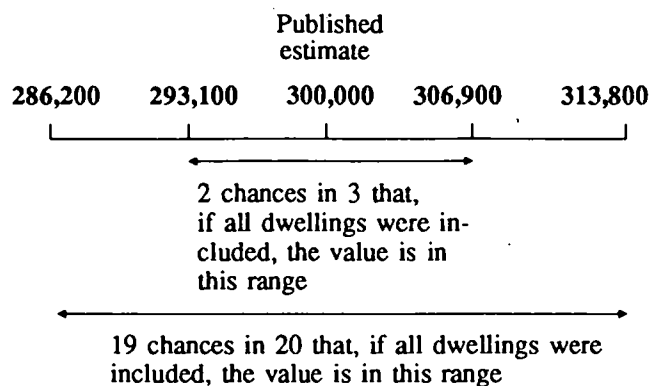 Published
estimate
286,200 293,100 300,000 306,900 313,800
2 chances in 3 that,
if all dwellings were in-
cluded, the value is in
this range
19 chances in 20 that, if all dwellings were
included, the value is in this range